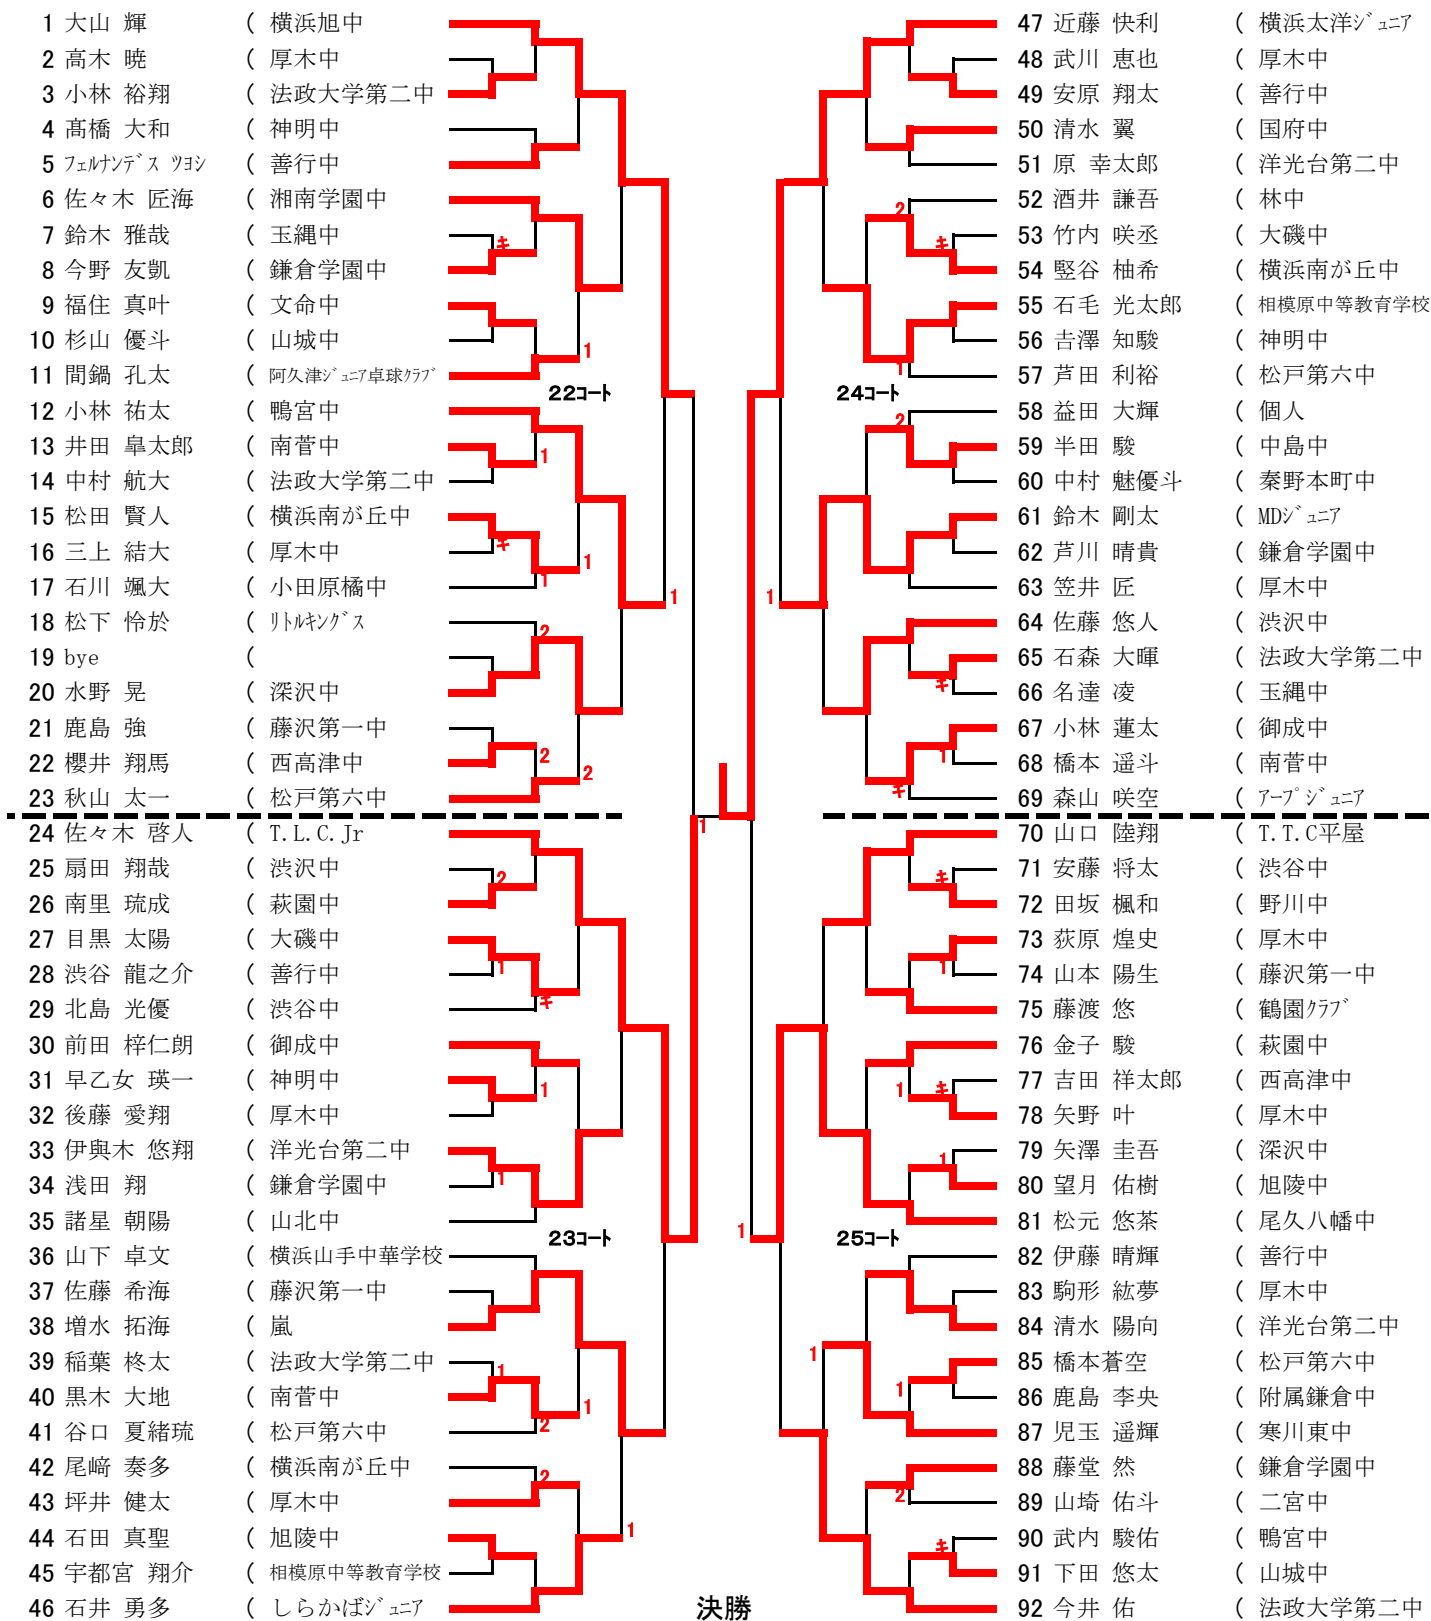 1 大山 輝 ( 横浜旭中
2 高木 暁 ( 厚木中
3 小林 裕翔 ( 法政大学第二中
4 髙橋 大和 ( 神明中
5 フェルナンデス ツヨシ ( 善行中
6 佐々木 匠海 ( 湘南学園中
7 鈴木 雅哉 ( 玉縄中
キ
8 今野 友凱 ( 鎌倉学園中
9 福住 真叶 ( 文命中
10 杉山 優斗 ( 山城中
1
11 間鍋 孔太 ( 阿久津ジュニア卓球クラブ
22コート
12 小林 祐太 ( 鴨宮中
13 井田 皐太郎 ( 南菅中
1
14 中村 航大 ( 法政大学第二中
15 松田 賢人 ( 横浜南が丘中
キ
16 三上 結大 ( 厚木中
1
17 石川 颯大 ( 小田原橘中
1
1
18 松下 怜於 ( リトルキングス
2
19 bye (
20 水野 晃 ( 深沢中
21 鹿島 強 ( 藤沢第一中
22 櫻井 翔馬 ( 西高津中
2
2
23 秋山 太一 ( 松戸第六中
1
24 佐々木 啓人 ( T.L.C.Jr
25 扇田 翔哉 ( 渋沢中
2
26 南里 琉成 ( 萩園中
27 目黒 太陽 ( 大磯中
1
28 渋谷 龍之介 ( 善行中
29 北島 光優 ( 渋谷中
キ
30 前田 梓仁朗 ( 御成中
31 早乙女 瑛一 ( 神明中
1
32 後藤 愛翔 ( 厚木中
33 伊與木 悠翔 ( 洋光台第二中
1
34 浅田 翔 ( 鎌倉学園中
35 諸星 朝陽 ( 山北中
23コート
36 山下 卓文 ( 横浜山手中華学校
37 佐藤 希海 ( 藤沢第一中
38 増水 拓海 ( 嵐
39 稲葉 柊太 ( 法政大学第二中
1
40 黒木 大地 ( 南菅中
1
41 谷口 夏緒琉 ( 松戸第六中
2
42 尾﨑 奏多 ( 横浜南が丘中
2
43 坪井 健太 ( 厚木中
44 石田 真聖 ( 旭陵中
1
45 宇都宮 翔介 ( 相模原中等教育学校
46 石井 勇多 ( しらかばジュニア
決勝
47 近藤 快利 ( 横浜太洋ジュニア
48 武川 恵也 ( 厚木中
49 安原 翔太 ( 善行中
50 清水 翼 ( 国府中
51 原 幸太郎 ( 洋光台第二中
52 酒井 謙吾 ( 林中
2
53 竹内 咲丞 ( 大磯中
キ
54 堅谷 柚希 ( 横浜南が丘中
55 石毛 光太郎 ( 相模原中等教育学校
56 吉澤 知駿 ( 神明中
1
57 芦田 利裕 ( 松戸第六中
24コート
58 益田 大輝 ( 個人
2
59 半田 駿 ( 中島中
60 中村 魅優斗 ( 秦野本町中
61 鈴木 剛太 ( MDジュニア
62 芦川 晴貴 ( 鎌倉学園中
63 笠井 匠 ( 厚木中
1
64 佐藤 悠人 ( 渋沢中
65 石森 大暉 ( 法政大学第二中
キ
66 名達 凌 ( 玉縄中
67 小林 蓮太 ( 御成中
1
68 橋本 遥斗 ( 南菅中
キ
69 森山 咲空 ( アープジュニア
70 山口 陸翔 ( T.T.C平屋
71 安藤 将太 ( 渋谷中
キ
72 田坂 楓和 ( 野川中
73 荻原 煌史 ( 厚木中
1
74 山本 陽生 ( 藤沢第一中
75 藤渡 悠 ( 鶴園クラブ
76 金子 駿 ( 萩園中
1
77 吉田 祥太郎 ( 西高津中
キ
78 矢野 叶 ( 厚木中
79 矢澤 圭吾 ( 深沢中
1
80 望月 佑樹 ( 旭陵中
81 松元 悠茶 ( 尾久八幡中
1
25コート
82 伊藤 晴輝 ( 善行中
83 駒形 紘夢 ( 厚木中
84 清水 陽向 ( 洋光台第二中
1
85 橋本蒼空 ( 松戸第六中
1
86 鹿島 李央 ( 附属鎌倉中
87 児玉 遥輝 ( 寒川東中
88 藤堂 然 ( 鎌倉学園中
2
89 山埼 佑斗 ( 二宮中
90 武内 駿佑 ( 鴨宮中
キ
91 下田 悠太 ( 山城中
92 今井 佑 ( 法政大学第二中